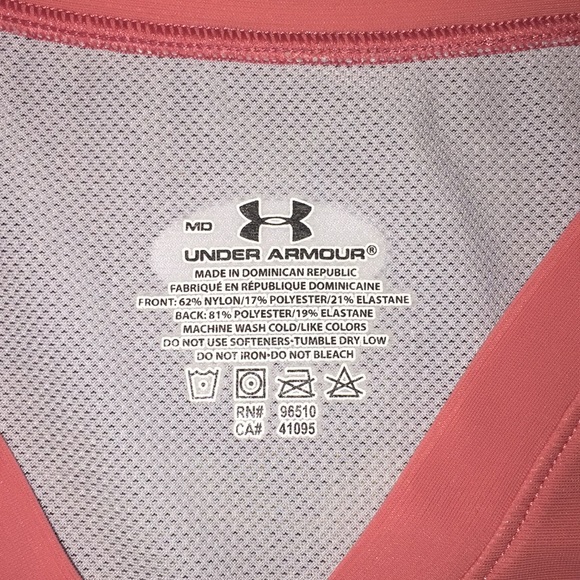 MD
UNDER ARMOUR®
MADE IN DOMINICAN REPUBLIC
FABRIQUÉ EN RÉPUBLIQUE DOMINICAINE
FRONT: 62% NYLON/17% POLYESTER/21% ELASTANE
BACK: 81% POLYESTER/19% ELASTANE
MACHINE WASH COLD/LIKE COLORS
DO NOT USE SOFTENERS•TUMBLE DRY LOW
DO NOT IRON•DO NOT BLEACH
RN# 96510
CA# 41095